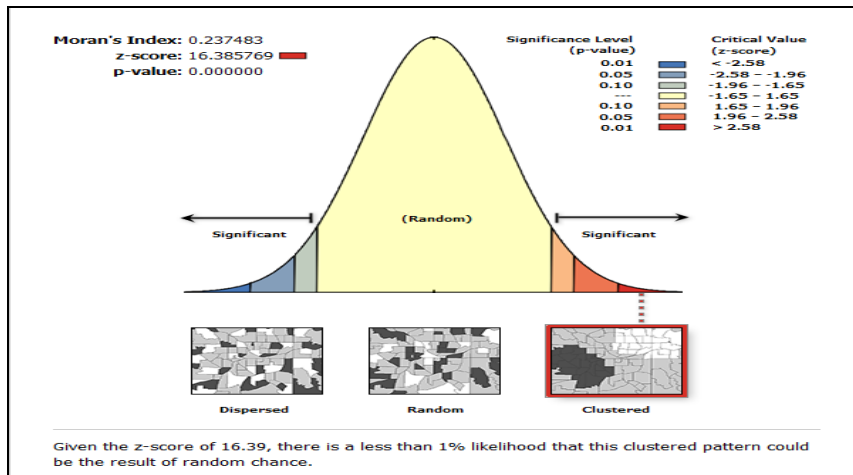 Moran's Index: 0.237483
z-score: 16.385769
p-value: 0.000000
Significance Level
(p-value)
Critical Value
(z-score)
0.01 < -2.58
0.05 -2.58 – -1.96
0.10 -1.96 – -1.65
--- -1.65 – 1.65
0.10 1.65 – 1.96
0.05 1.96 – 2.58
0.01 > 2.58
(Random)
Significant
Significant
Dispersed
Random
Clustered
Given the z-score of 16.39, there is a less than 1% likelihood that this clustered pattern could
be the result of random chance.